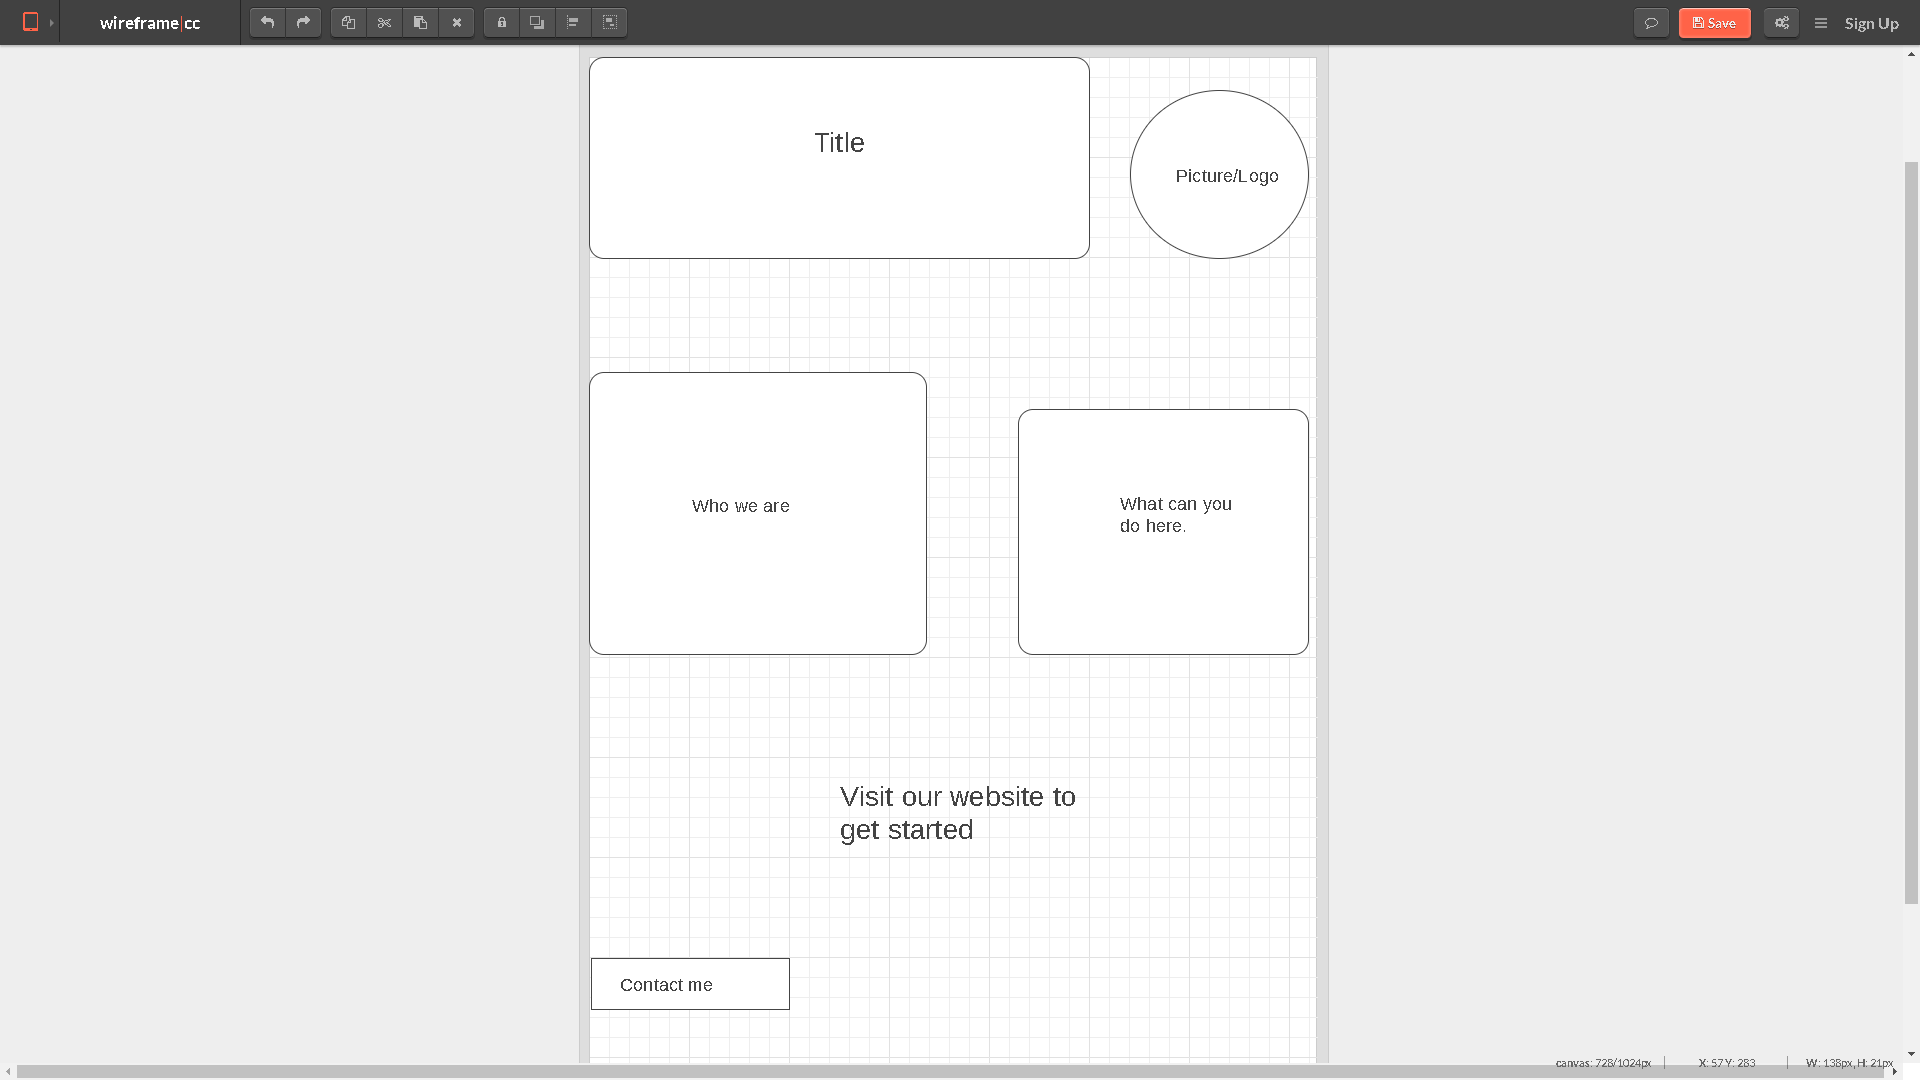 wireframe|cc
Save
Sign Up
Title
Picture/Logo
Who we are
What can you
do here.
Visit our website to
get started
Contact me
canvas: 728/1024px
X: 57 Y: 283
W: 138px, H: 21px